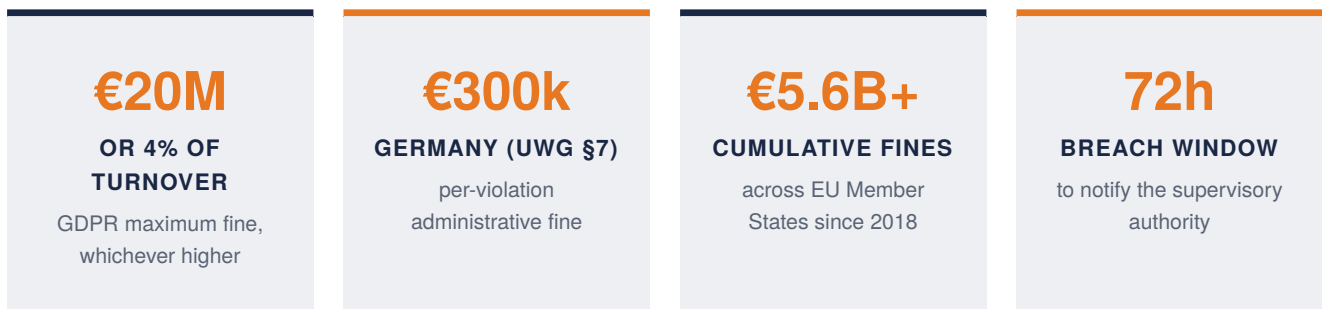 €20M
OR 4% OF
TURNOVER
GDPR maximum fine,
whichever higher
€300k
GERMANY (UWG §7)
per-violation
administrative fine
€5.6B+
CUMULATIVE FINES
across EU Member
States since 2018
72h
BREACH WINDOW
to notify the supervisory
authority